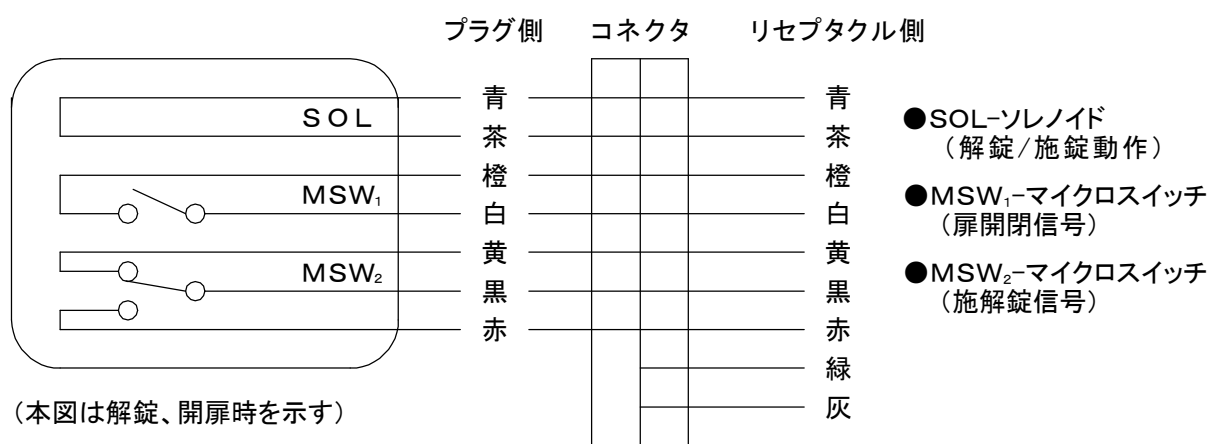 プラグ側 コネクタ リセプタクル側
SOL 青 青
茶 茶
橙 橙
MSW₁
白 白
黄 黄
MSW₂
黒 黒
赤 赤
緑
灰
●SOL-ソレノイド
(解錠/施錠動作)
●MSW₁-マイクロスイッチ
(扉開閉信号)
●MSW₂-マイクロスイッチ
(施解錠信号)
(本図は解錠、開扉時を示す)